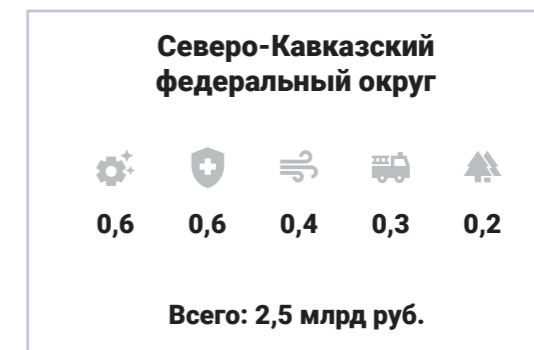 Северо-Кавказский
федеральный округ
0,6 0,6 0,4 0,3 0,2
Всего: 2,5 млрд руб.